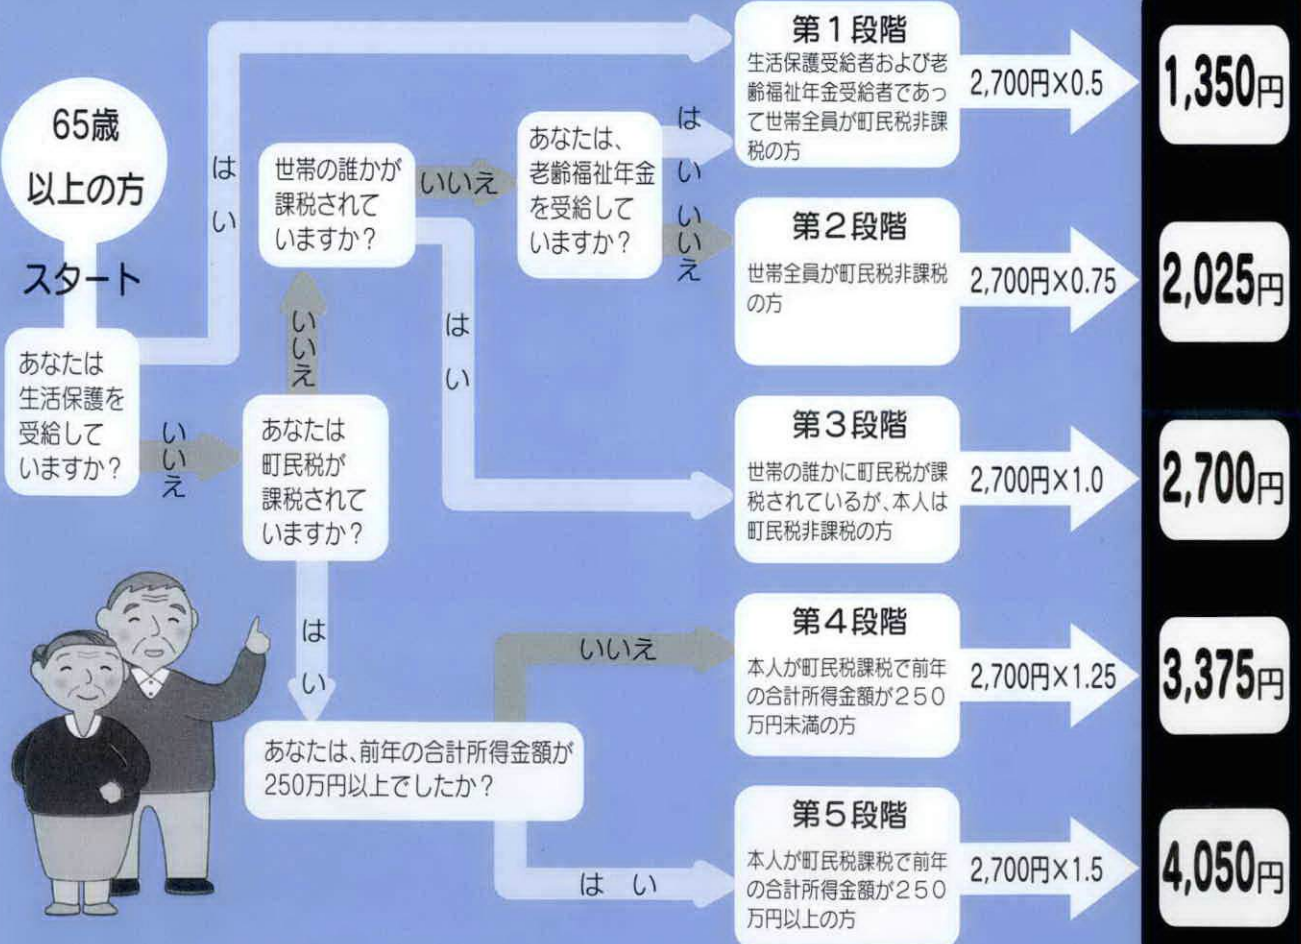 65歳
以上の方
スタート
あなたは
生活保護を
受給して
いますか？
はい
いいえ
あなたは
町民税が
課税されて
いますか？
いいえ
はい
世帯の誰かが
課税されて
いますか？
いいえ
はい
あなたは、
老齢福祉年金
を受給して
いますか？
はい
いいえ
あなたは、前年の合計所得金額が
250万円以上でしたか？
いいえ
はい
第1段階
生活保護受給者および老
齢福祉年金受給者であっ
て世帯全員が町民税非課
税の方
2,700円×0.5
1,350円
第2段階
世帯全員が町民税非課税
の方
2,700円×0.75
2,025円
第3段階
世帯の誰かに町民税が課
税されているが、本人は
町民税非課税の方
2,700円×1.0
2,700円
第4段階
本人が町民税課税で前年
の合計所得金額が250
万円未満の方
2,700円×1.25
3,375円
第5段階
本人が町民税課税で前年
の合計所得金額が250
万円以上の方
2,700円×1.5
4,050円